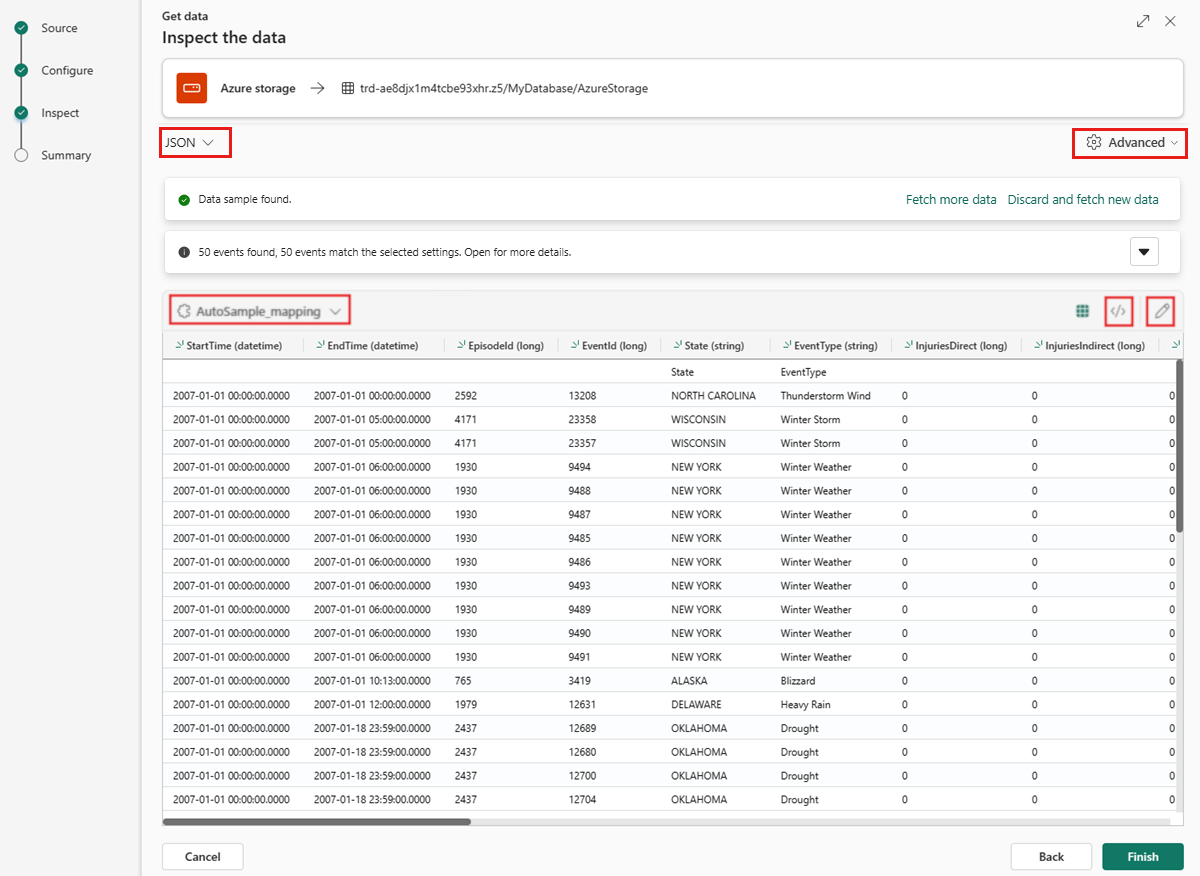 Source
Configure
Inspect
Summary
Get data
Inspect the data
Azure storage trd-ae8djx1m4tcbe93xhr.z5/MyDatabase/AzureStorage
JSON Advanced
Data sample found. Fetch more data Discard and fetch new data
50 events found, 50 events match the selected settings. Open for more details.
AutoSample_mapping </>
StartTime (datetime) EndTime (datetime) EpisodeId (long) EventId (long) State (string) EventType (string) InjuriesDirect (long) InjuriesIndirect (long)
State EventType
2007-01-01 00:00:00.0000 2007-01-01 00:00:00.0000 2592 13208 NORTH CAROLINA Thunderstorm Wind 0 0 0
2007-01-01 00:00:00.0000 2007-01-01 05:00:00.0000 4171 23358 WISCONSIN Winter Storm 0 0 0
2007-01-01 00:00:00.0000 2007-01-01 05:00:00.0000 4171 23357 WISCONSIN Winter Storm 0 0 0
2007-01-01 00:00:00.0000 2007-01-01 06:00:00.0000 1930 9494 NEW YORK Winter Weather 0 0 0
2007-01-01 00:00:00.0000 2007-01-01 06:00:00.0000 1930 9488 NEW YORK Winter Weather 0 0 0
2007-01-01 00:00:00.0000 2007-01-01 06:00:00.0000 1930 9487 NEW YORK Winter Weather 0 0 0
2007-01-01 00:00:00.0000 2007-01-01 06:00:00.0000 1930 9485 NEW YORK Winter Weather 0 0 0
2007-01-01 00:00:00.0000 2007-01-01 06:00:00.0000 1930 9486 NEW YORK Winter Weather 0 0 0
2007-01-01 00:00:00.0000 2007-01-01 06:00:00.0000 1930 9493 NEW YORK Winter Weather 0 0 0
2007-01-01 00:00:00.0000 2007-01-01 06:00:00.0000 1930 9489 NEW YORK Winter Weather 0 0 0
2007-01-01 00:00:00.0000 2007-01-01 06:00:00.0000 1930 9490 NEW YORK Winter Weather 0 0 0
2007-01-01 00:00:00.0000 2007-01-01 06:00:00.0000 1930 9491 NEW YORK Winter Weather 0 0 0
2007-01-01 00:00:00.0000 2007-01-01 10:13:00.0000 765 3419 ALASKA Blizzard 0 0 0
2007-01-01 00:00:00.0000 2007-01-01 12:00:00.0000 1979 12631 DELAWARE Heavy Rain 0 0 0
2007-01-01 00:00:00.0000 2007-01-18 23:59:00.0000 2437 12689 OKLAHOMA Drought 0 0 0
2007-01-01 00:00:00.0000 2007-01-18 23:59:00.0000 2437 12680 OKLAHOMA Drought 0 0 0
2007-01-01 00:00:00.0000 2007-01-18 23:59:00.0000 2437 12700 OKLAHOMA Drought 0 0 0
2007-01-01 00:00:00.0000 2007-01-18 23:59:00.0000 2437 12704 OKLAHOMA Drought 0 0 0
Cancel Back Finish